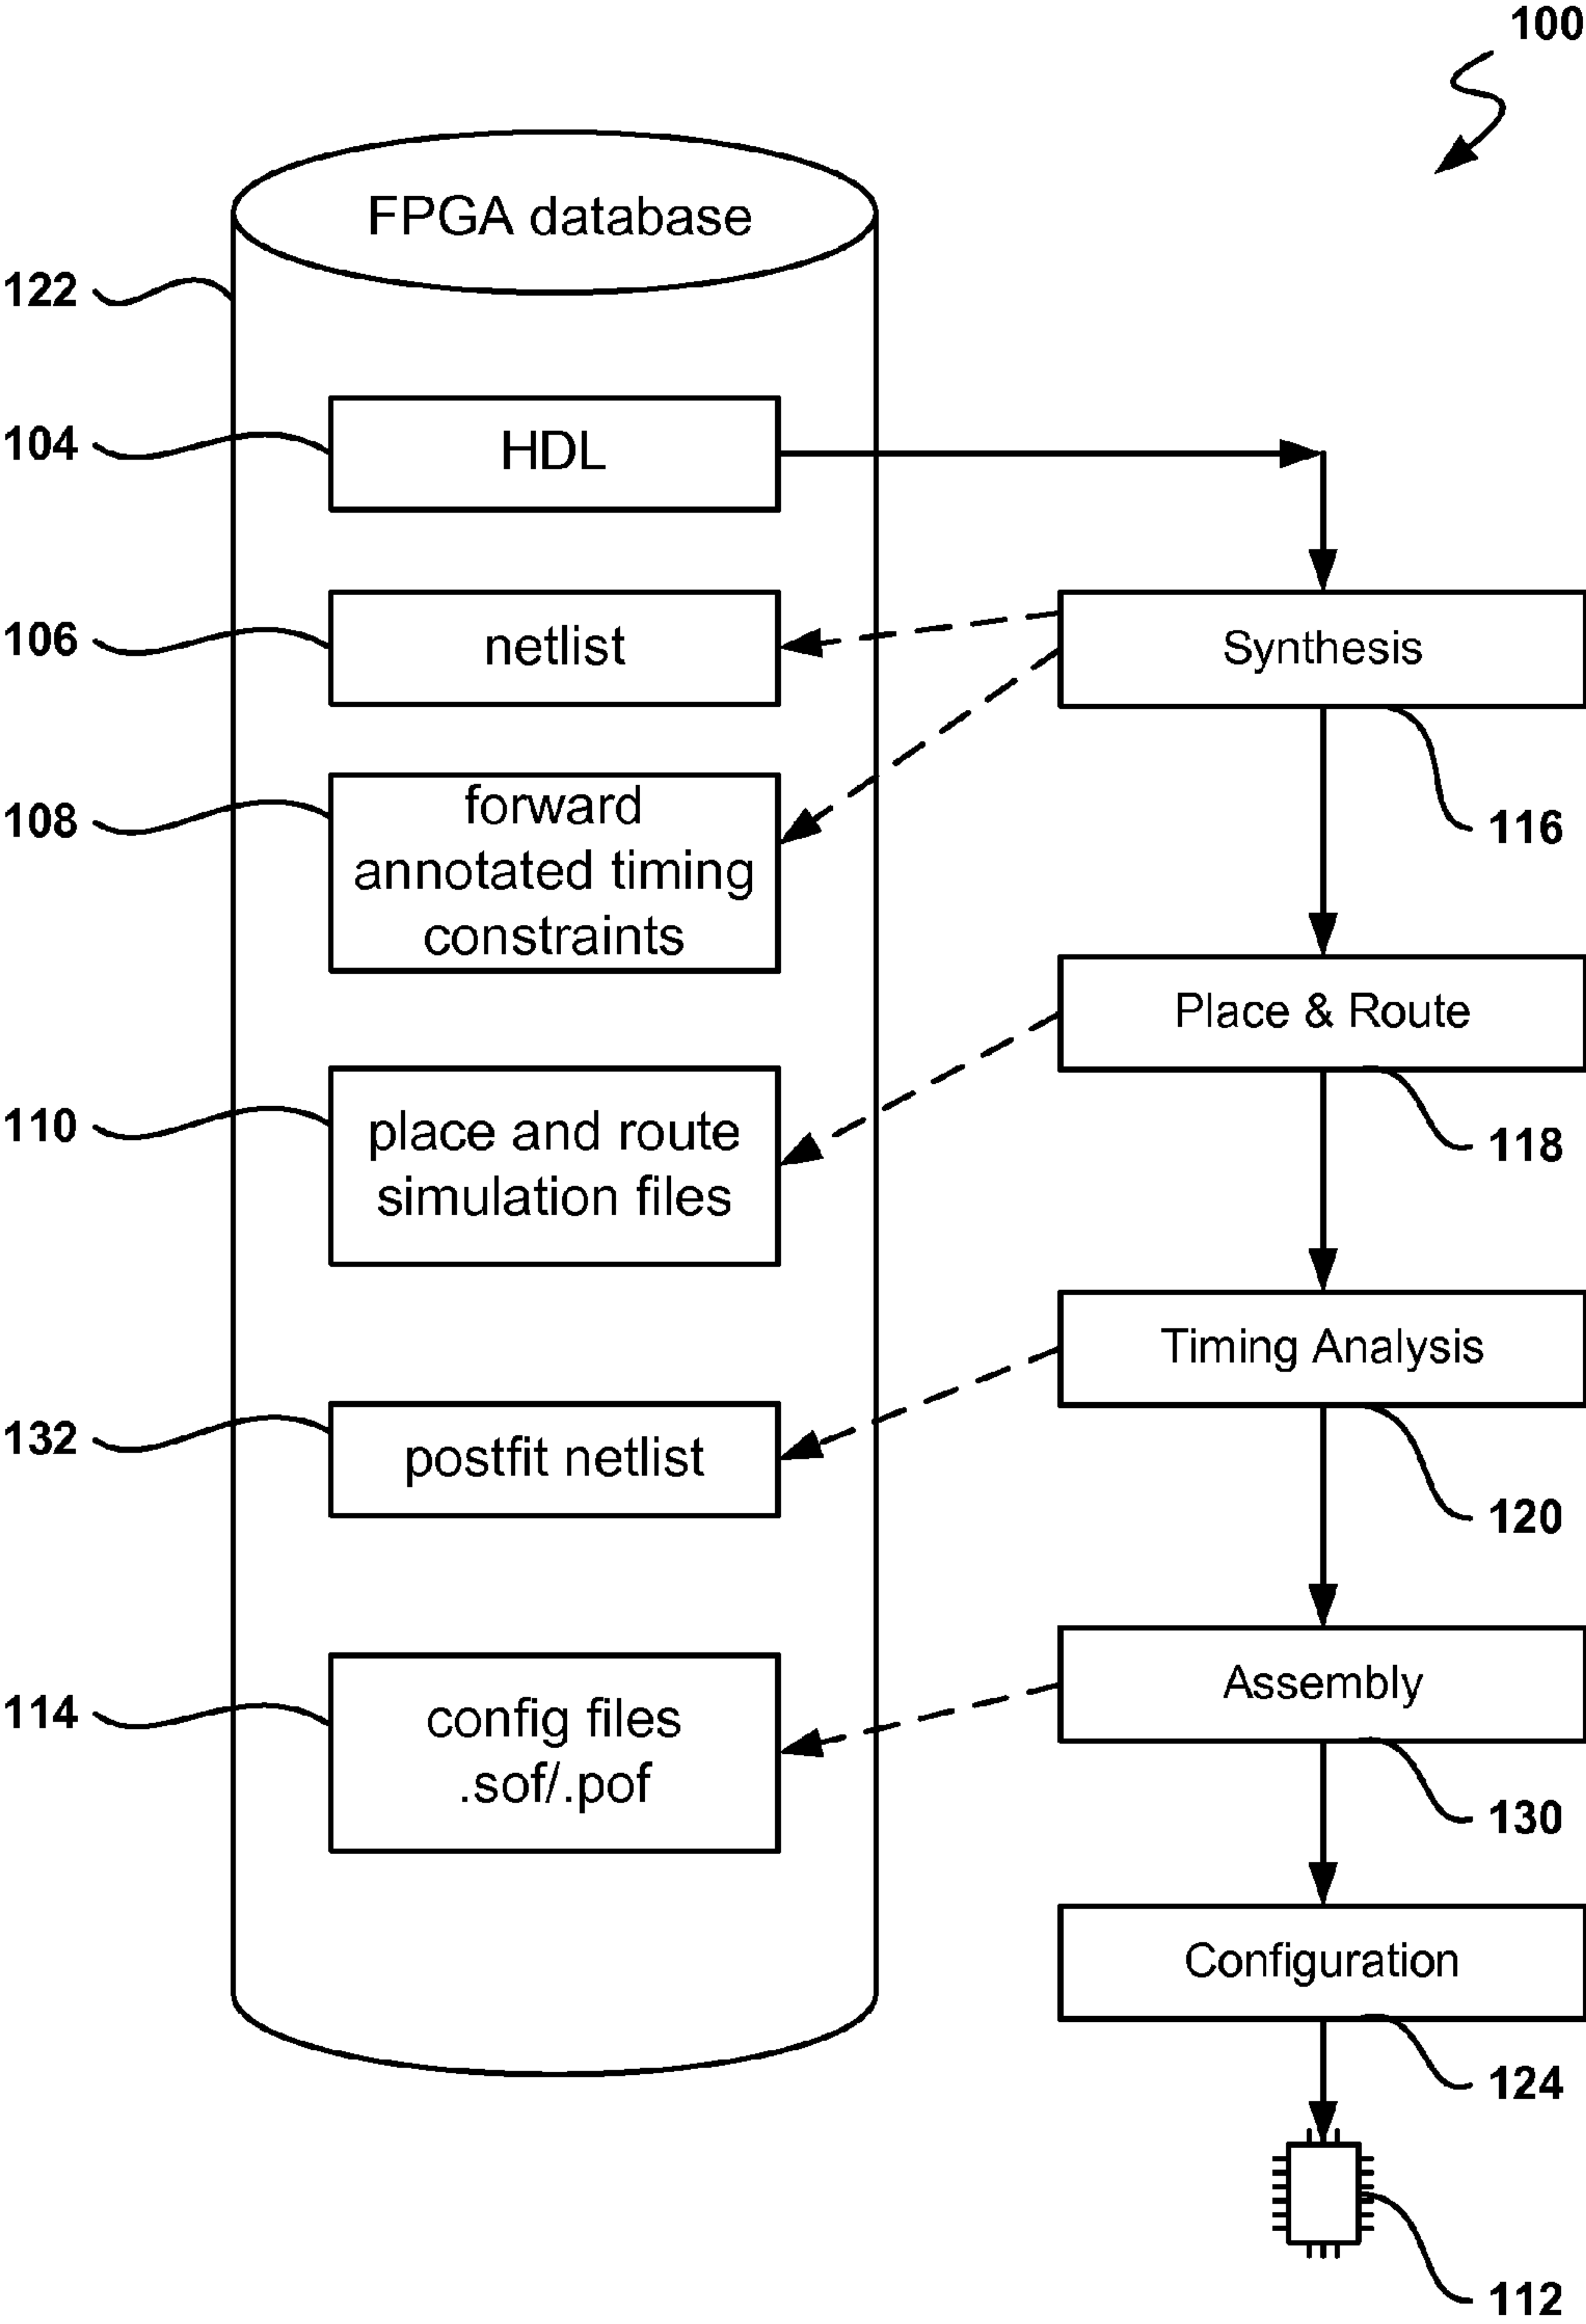 100
FPGA database
122
104
HDL
106
netlist
Synthesis
108
forward
annotated timing
constraints
116
Place & Route
110
place and route
simulation files
118
Timing Analysis
132
postfit netlist
120
Assembly
114
config files
.sof/.pof
130
Configuration
124
112